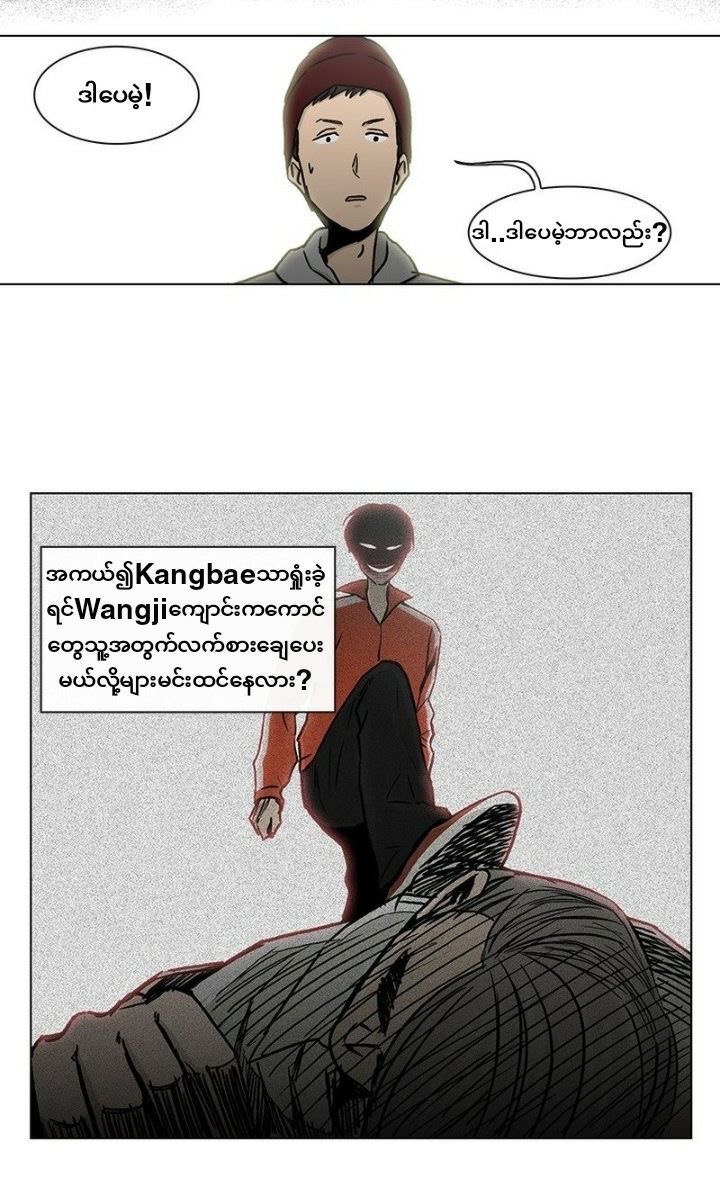 ဒါပေမဲ့!
ဒါ..ဒါပေမဲ့ဘာလည်း?
အကယ်၍Kangbaeသာရှုံးခဲ့
ရင်Wangjiကျောင်းကကောင်
တွေသူ့အတွက်လက်စားချေပေး
မယ်လို့များမင်းထင်နေလား?